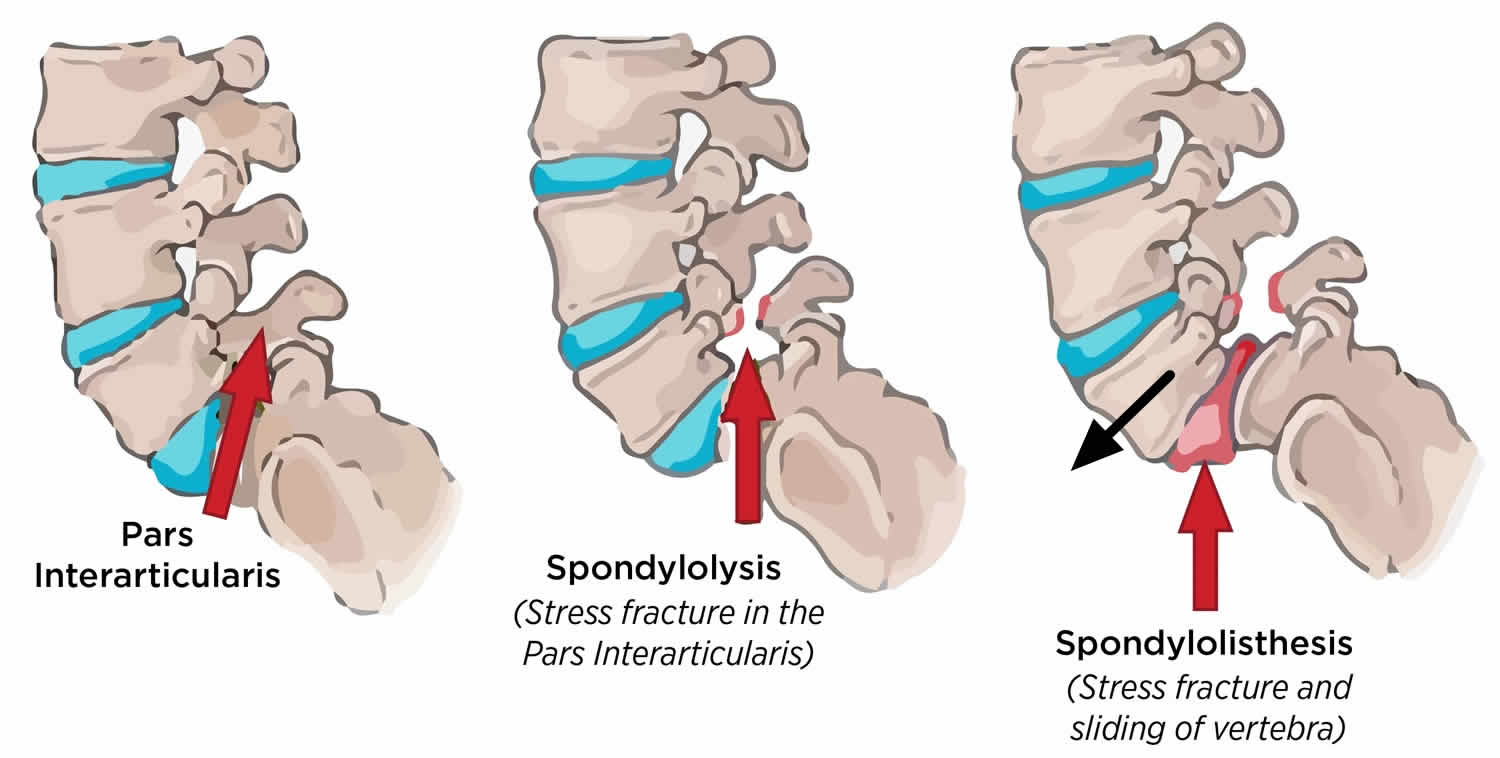 Pars
Interarticularis
Spondylolysis
(Stress fracture in the
Pars Interarticularis)
Spondylolisthesis
(Stress fracture and
sliding of vertebra)